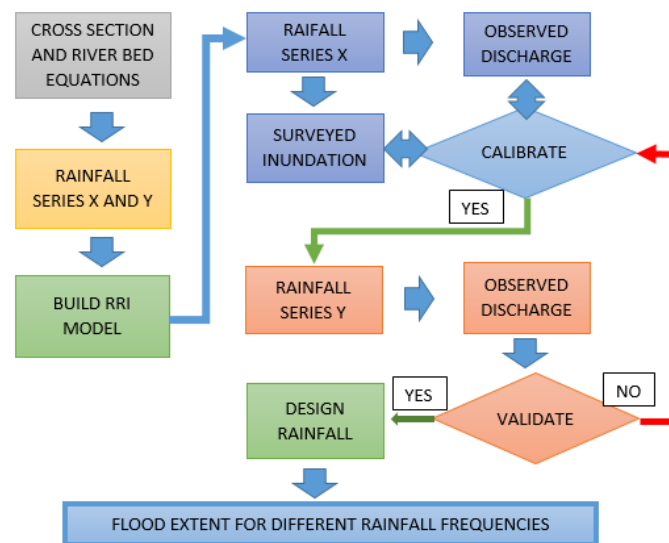 CROSS SECTION
AND RIVER BED
EQUATIONS
RAINFALL
SERIES X AND Y
BUILD RRI
MODEL
RAIFALL
SERIES X
OBSERVED
DISCHARGE
SURVEYED
INUNDATION
CALIBRATE
YES
RAINFALL
SERIES Y
OBSERVED
DISCHARGE
VALIDATE
NO
YES
DESIGN
RAINFALL
FLOOD EXTENT FOR DIFFERENT RAINFALL FREQUENCIES